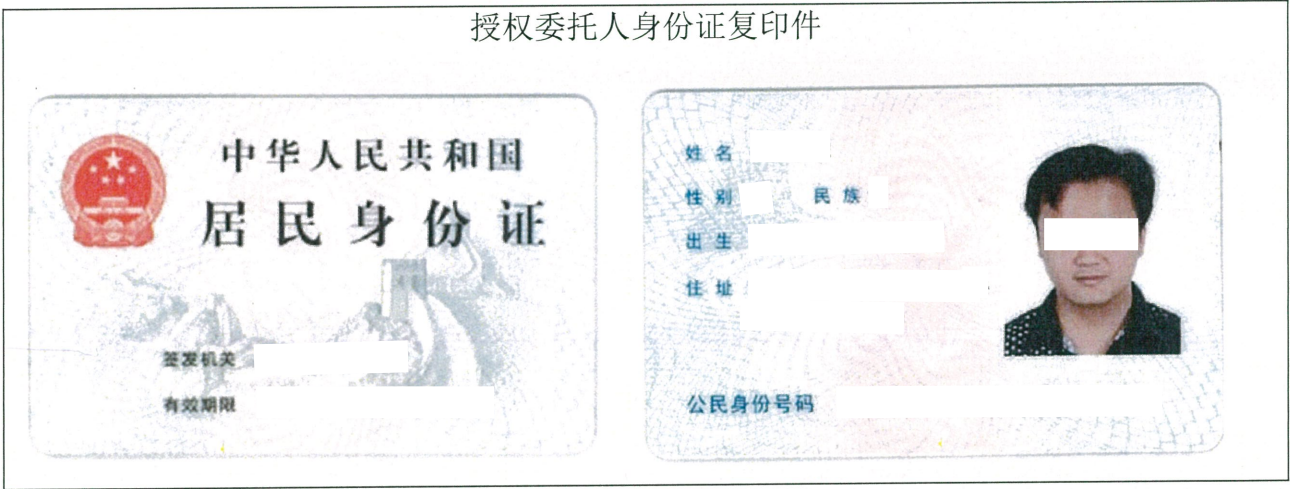 授权委托人身份证复印件
中华人民共和国
居民身份证
签发机关
有效期限
姓名
性别 民族
出生
住址
公民身份号码